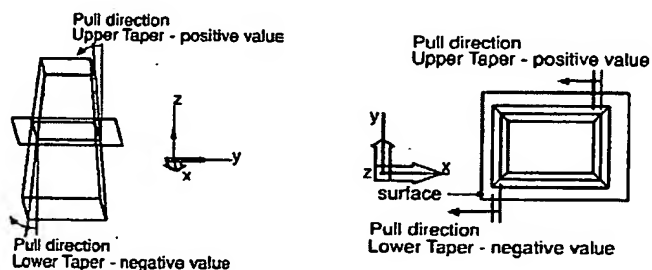 Pull direction
Upper Taper - positive value
z
y
x
Pull direction
Lower Taper - negative value
Pull direction
Upper Taper - positive value
y
z
x
surface
Pull direction
Lower Taper - negative value